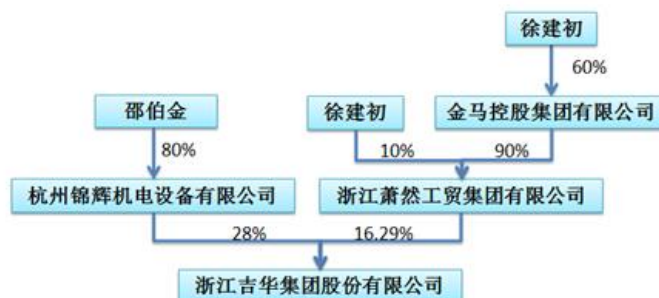 徐建初
60%
邵伯金
徐建初
金马控股集团有限公司
80%
10%
90%
杭州锦辉机电设备有限公司
浙江萧然工贸集团有限公司
28%
16.29%
浙江吉华集团股份有限公司